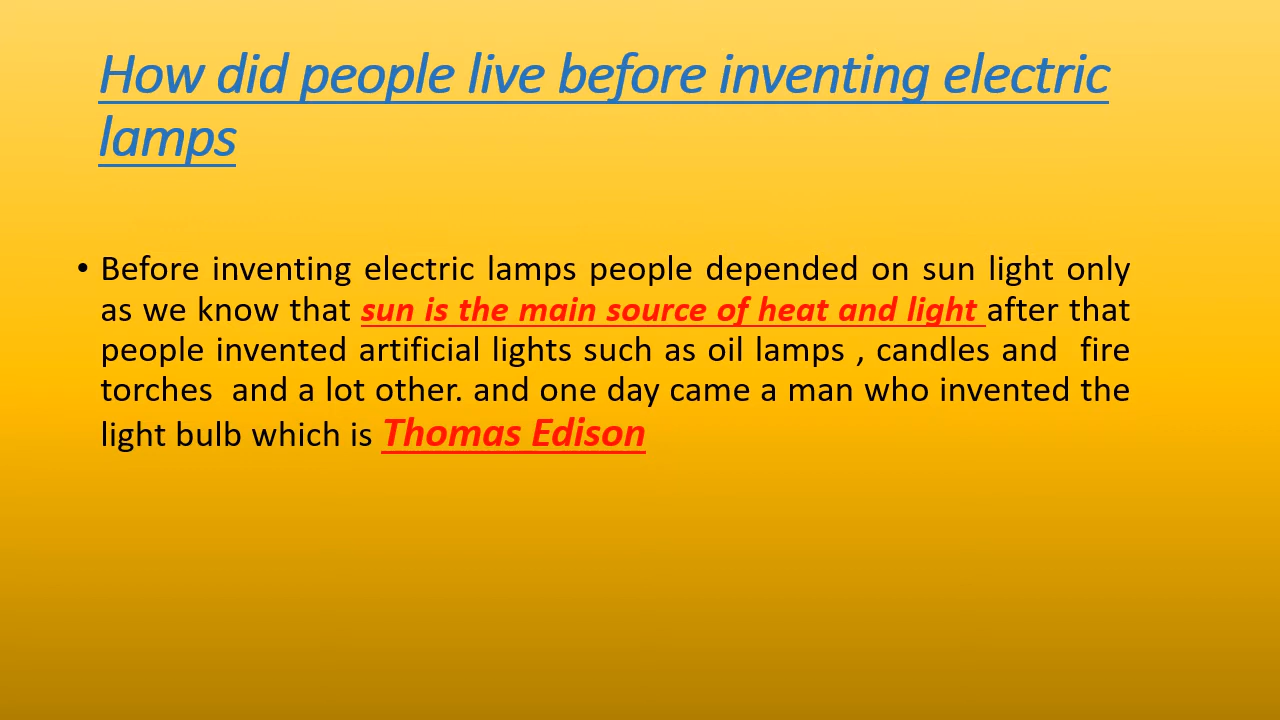 How did people live before inventing electric
lamps
• Before inventing electric lamps people depended on sun light only
as we know that sun is the main source of heat and light after that
people invented artificial lights such as oil lamps , candles and  fire
torches  and a lot other. and one day came a man who invented the
light bulb which is Thomas Edison